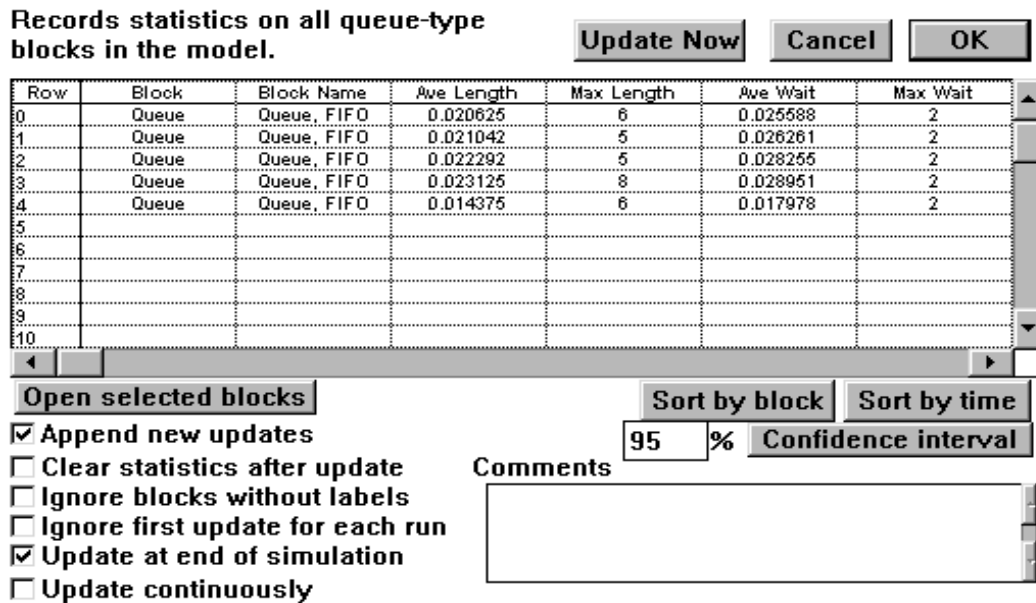 Records statistics on all queue-type
blocks in the model.
Update Now Cancel OK
Row Block Block Name Ave Length Max Length Ave Wait Max Wait
0 Queue Queue, FIFO 0.020625 6 0.025588 2
1 Queue Queue, FIFO 0.021042 5 0.026261 2
2 Queue Queue, FIFO 0.022292 5 0.028255 2
3 Queue Queue, FIFO 0.023125 8 0.028951 2
4 Queue Queue, FIFO 0.014375 6 0.017978 2
5
6
7
8
9
10
Open selected blocks Sort by block Sort by time
Append new updates 95 % Confidence interval
Clear statistics after update Comments
Ignore blocks without labels
Ignore first update for each run
Update at end of simulation
Update continuously